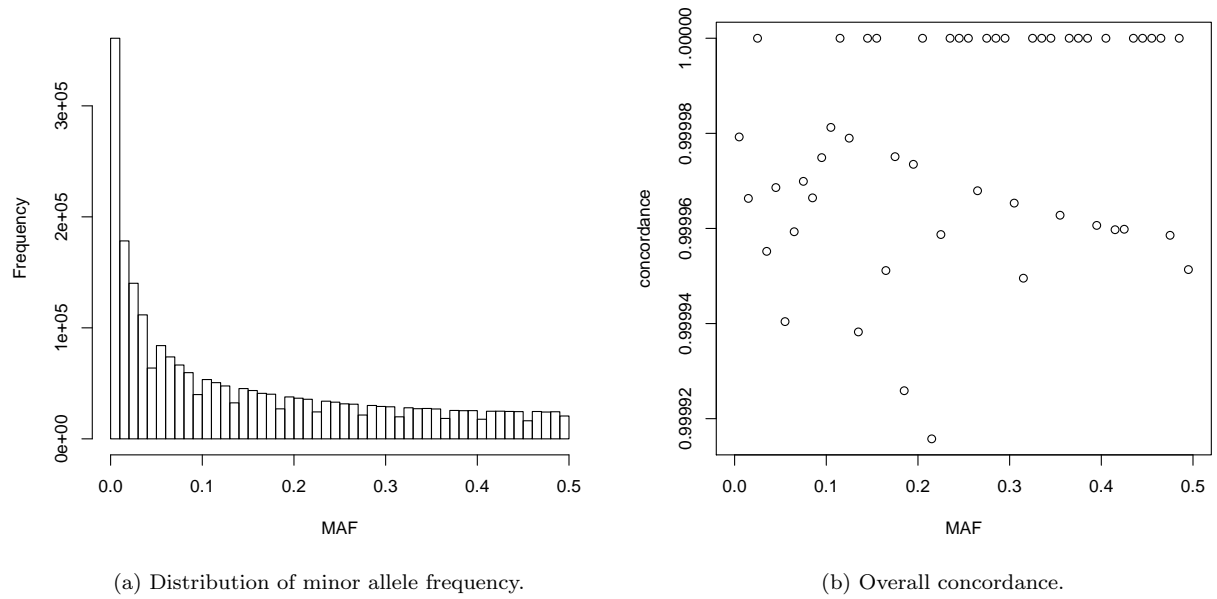 Frequency
3e+05
2e+05
1e+05
0e+00
0.0 0.1 0.2 0.3 0.4 0.5
MAF
(a) Distribution of minor allele frequency.
concordance
1.00000
0.99998
0.99996
0.99994
0.99992
0.0 0.1 0.2 0.3 0.4 0.5
MAF
(b) Overall concordance.